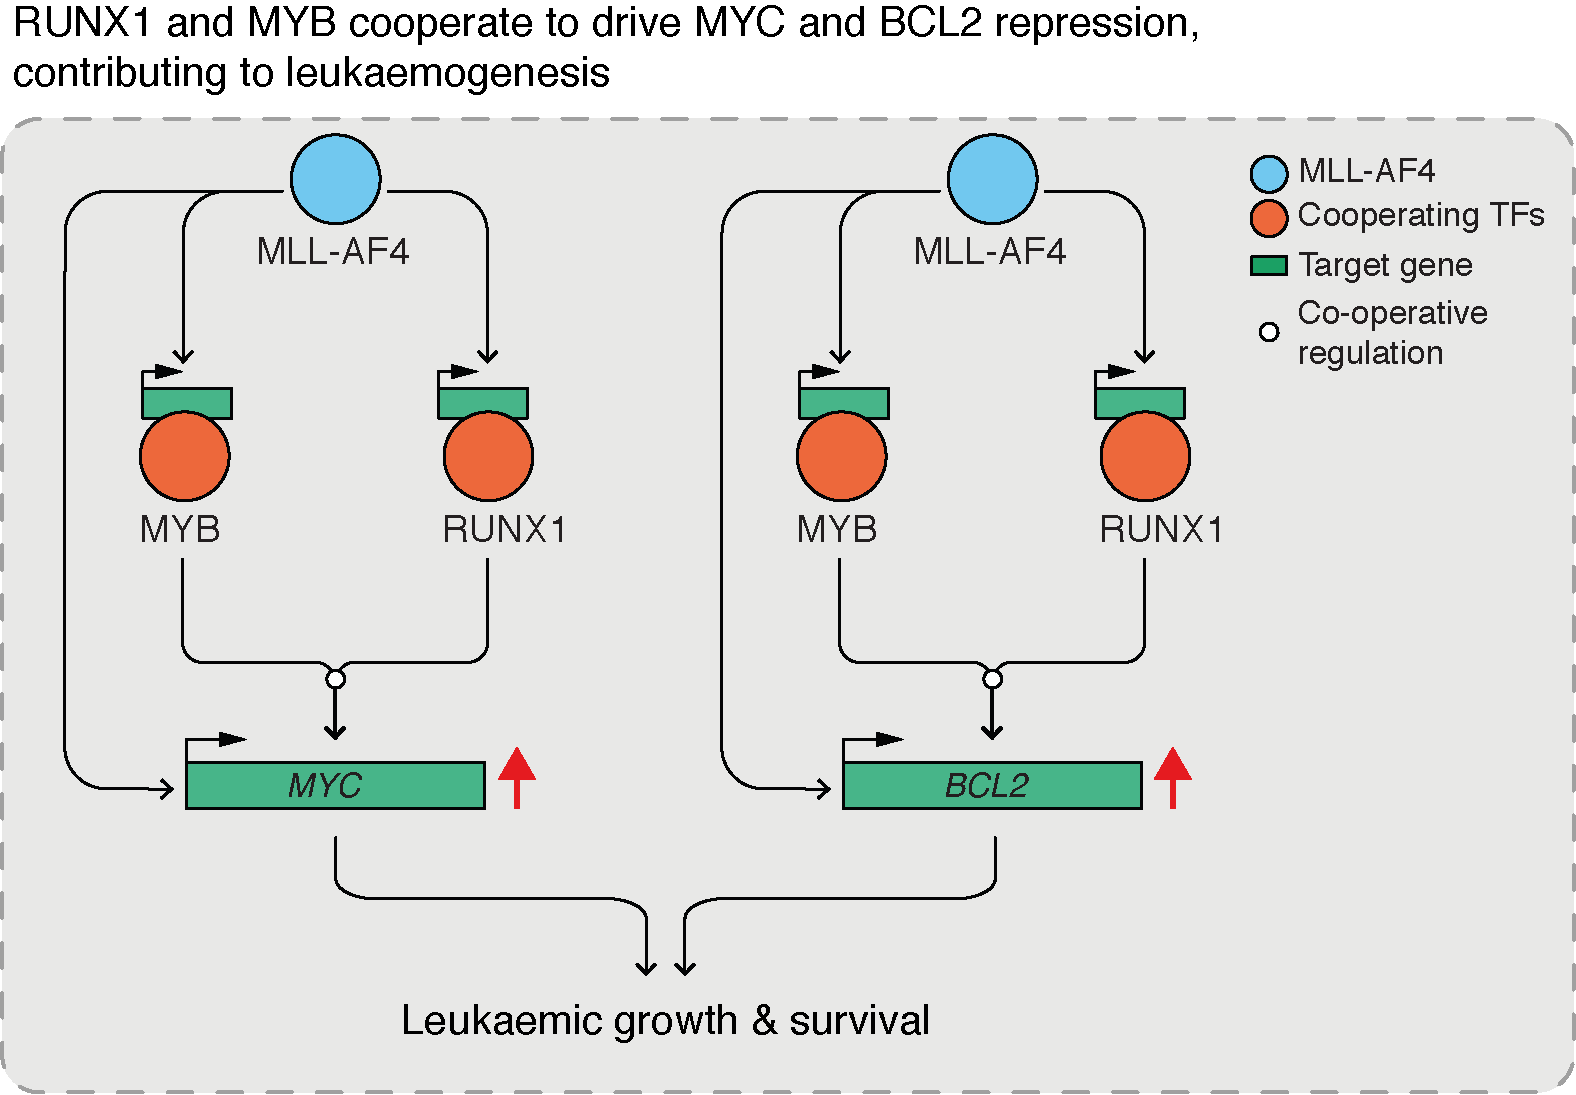 RUNX1 and MYB cooperate to drive MYC and BCL2 repression,
contributing to leukaemogenesis
MLL-AF4
MLL-AF4
MLL-AF4
Cooperating TFs
Target gene
Co-operative
regulation
MYB
RUNX1
MYB
RUNX1
MYC
BCL2
Leukaemic growth & survival